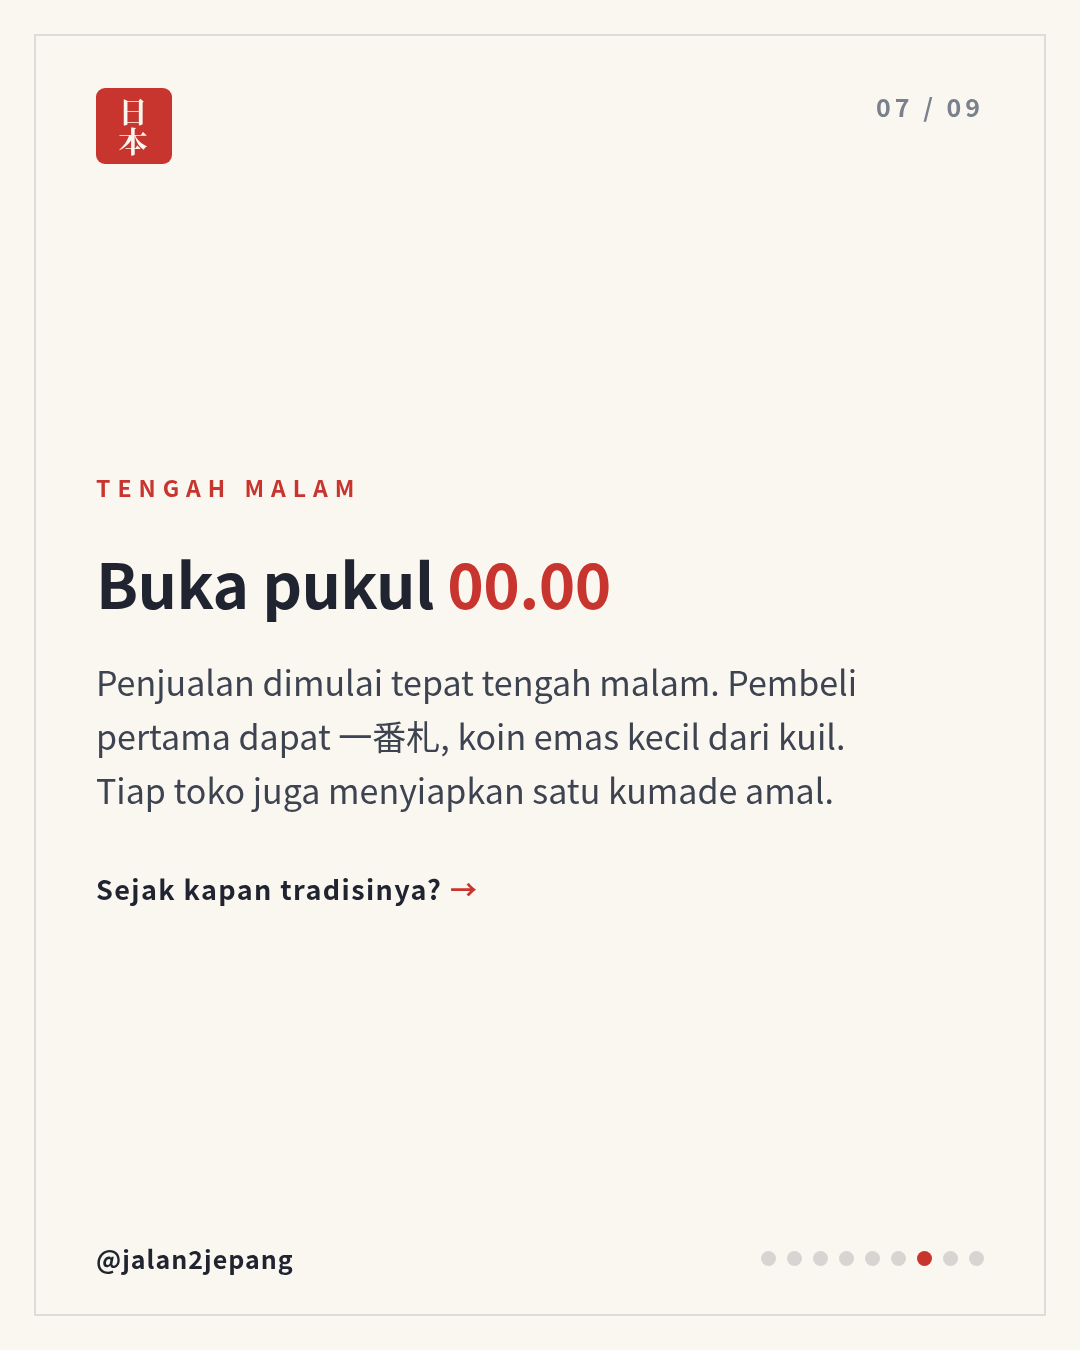 日本
07 / 09
TENGAH MALAM
Buka pukul 00.00
Penjualan dimulai tepat tengah malam. Pembeli
pertama dapat 一番札, koin emas kecil dari kuil.
Tiap toko juga menyiapkan satu kumade amal.
Sejak kapan tradisinya? →
@jalan2jepang